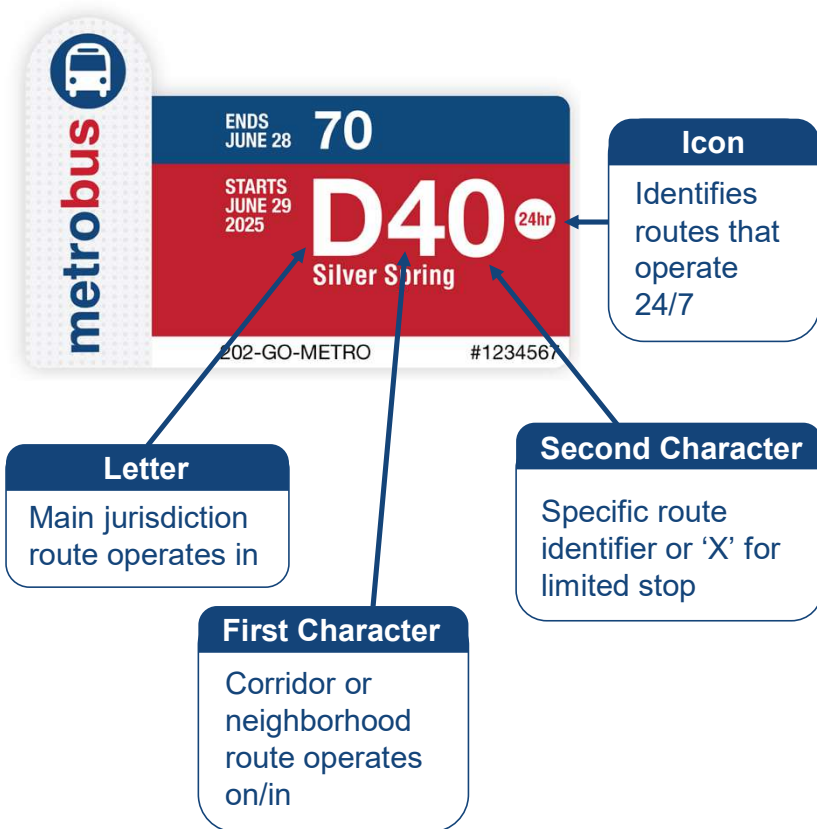 metrobus
ENDS
JUNE 28
70
STARTS
JUNE 29
2025
D40
24hr
Silver Spring
202-GO-METRO #1234567
Icon
Identifies
routes that
operate
24/7
Letter
Main jurisdiction
route operates in
Second Character
Specific route
identifier or ‘X’ for
limited stop
First Character
Corridor or
neighborhood
route operates
on/in